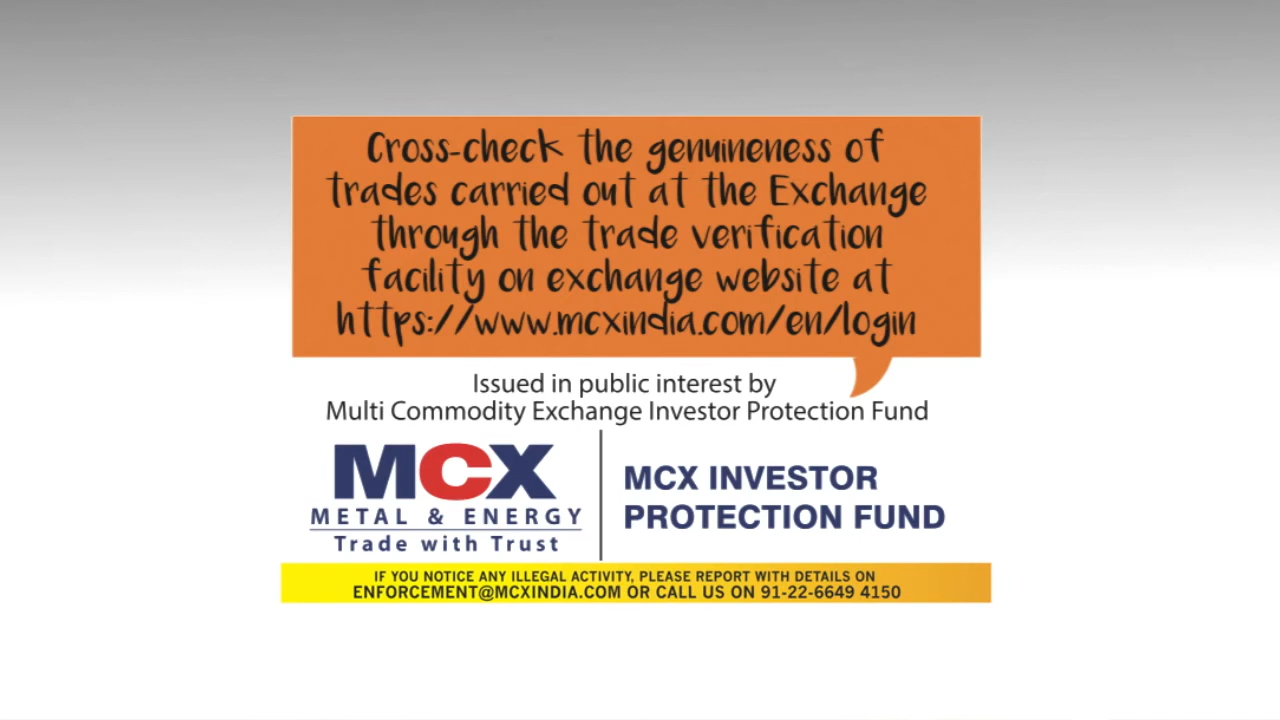 Cross-check the genuineness of
trades carried out at the Exchange
through the trade verification
facility on exchange website at
https://www.mcxindia.com/en/login
Issued in public interest by
Multi Commodity Exchange Investor Protection Fund
MCX
METAL & ENERGY
Trade with Trust
MCX INVESTOR
PROTECTION FUND
IF YOU NOTICE ANY ILLEGAL ACTIVITY, PLEASE REPORT WITH DETAILS ON
ENFORCEMENT@MCXINDIA.COM OR CALL US ON 91-22-6649 4150